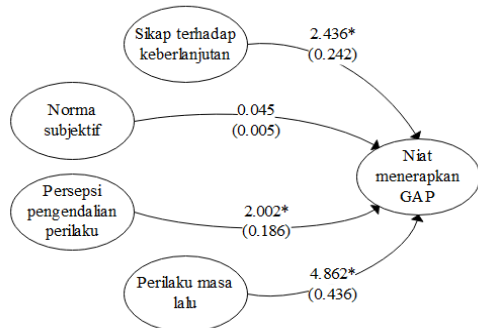 Sikap terhadap
keberlanjutan
2.436*
(0.242)
Norma
subjektif
0.045
(0.005)
Niat
menerapkan
GAP
Persepsi
pengendalian
perilaku
2.002*
(0.186)
Perilaku masa
lalu
4.862*
(0.436)